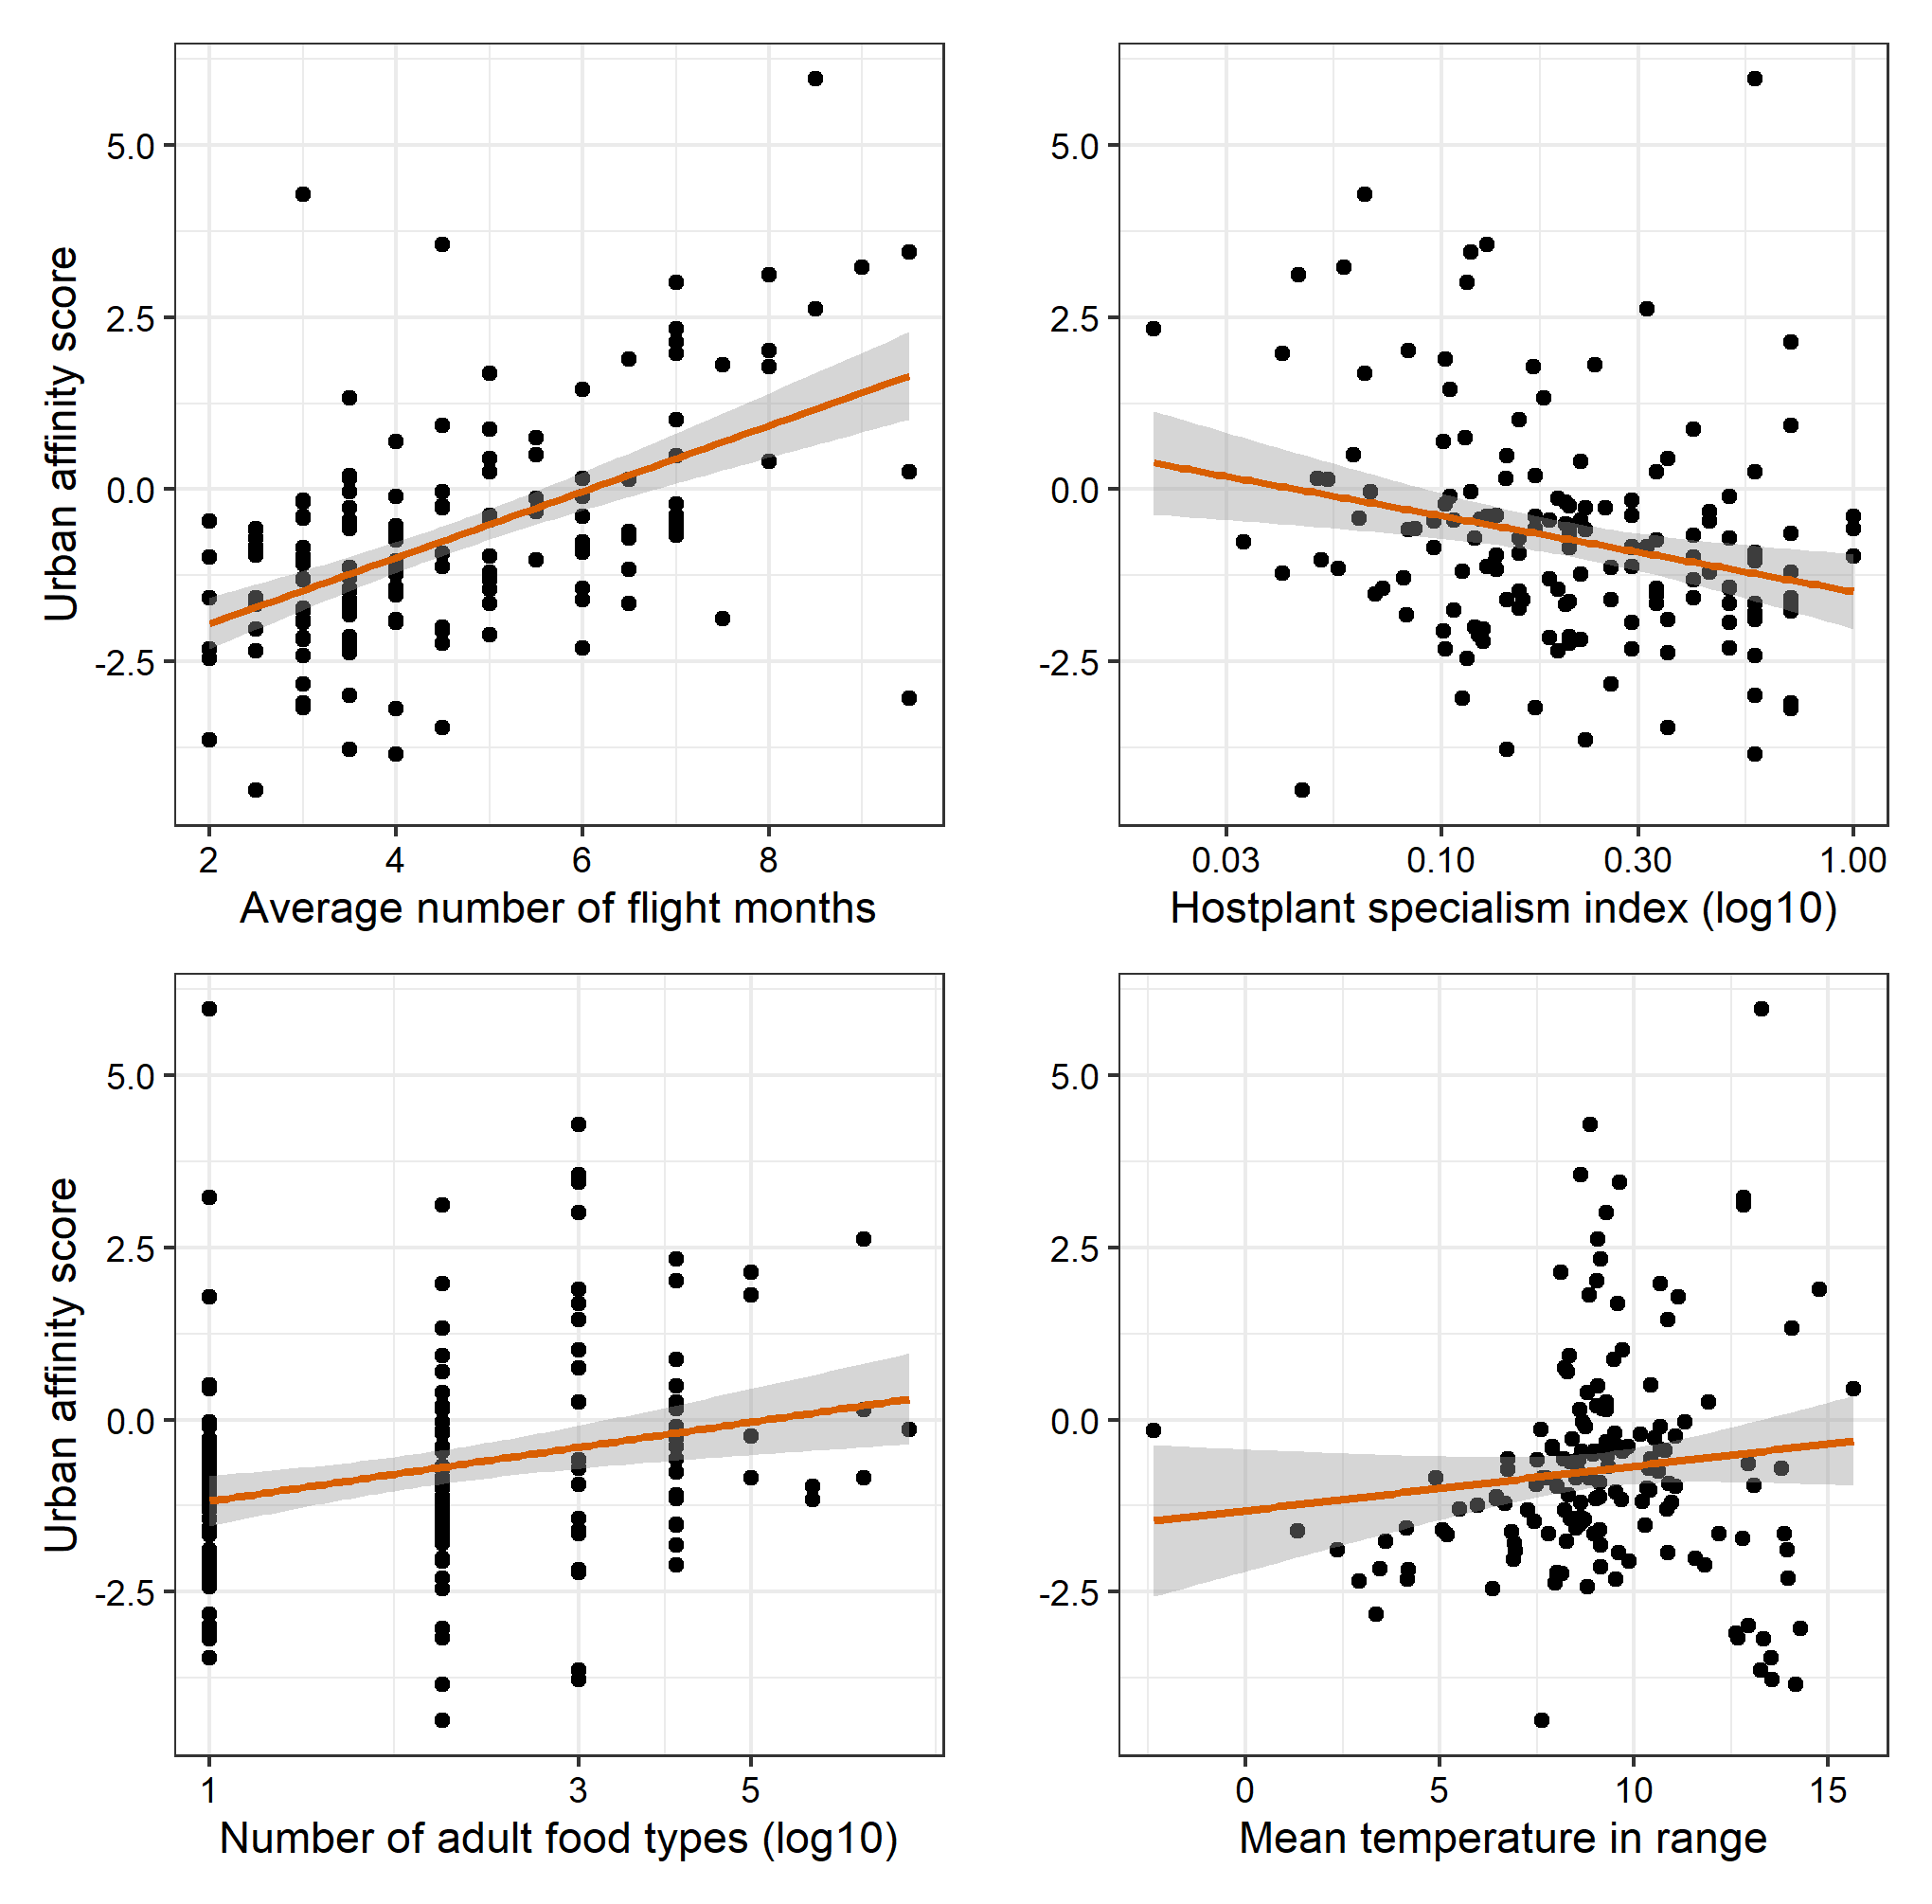 Urban affinity score
5.0
2.5
0.0
-2.5
2 4 6 8
Average number of flight months
5.0
2.5
0.0
-2.5
0.03 0.10 0.30 1.00
Hostplant specialism index (log10)
Urban affinity score
5.0
2.5
0.0
-2.5
1 3 5
Number of adult food types (log10)
5.0
2.5
0.0
-2.5
0 5 10 15
Mean temperature in range